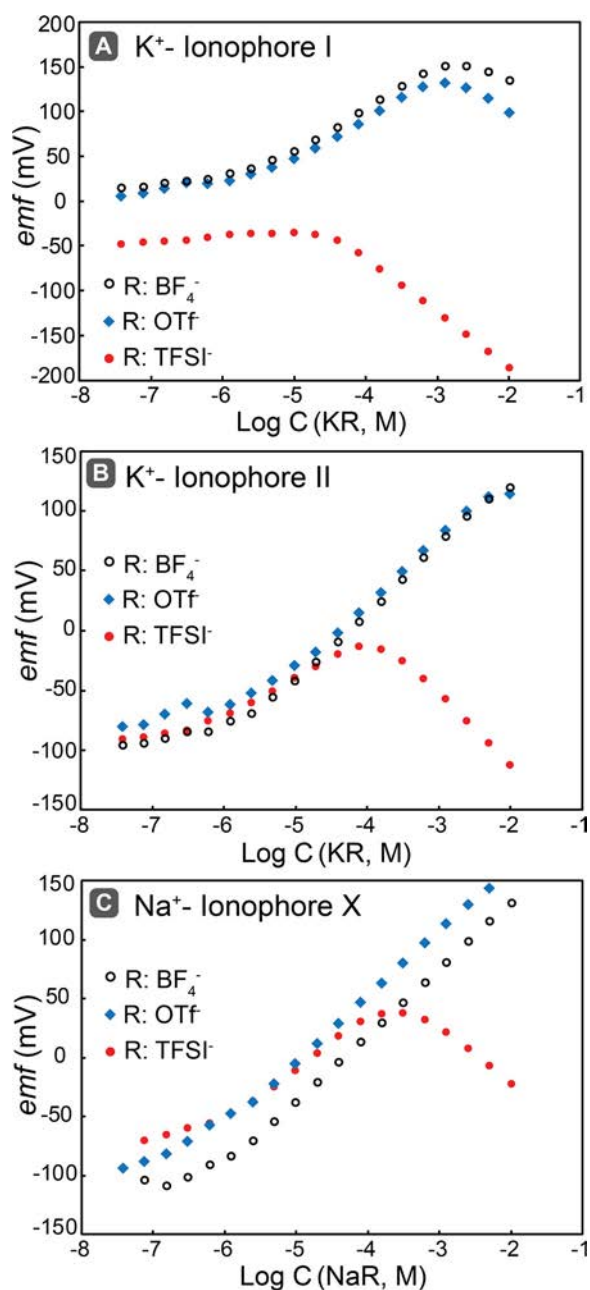 A K⁺- Ionophore I
200
150
100
50
0
-50
-100
-150
-200
emf (mV)
R: BF₄⁻
R: OTf⁻
R: TFSI⁻
-8 -7 -6 -5 -4 -3 -2 -1
Log C (KR, M)
B K⁺- Ionophore II
100
50
0
-50
-100
-150
emf (mV)
R: BF₄⁻
R: OTf⁻
R: TFSI⁻
-8 -7 -6 -5 -4 -3 -2 -1
Log C (KR, M)
C Na⁺- Ionophore X
150
100
50
0
-50
-100
-150
emf (mV)
R: BF₄⁻
R: OTf⁻
R: TFSI⁻
-8 -7 -6 -5 -4 -3 -2 -1
Log C (NaR, M)